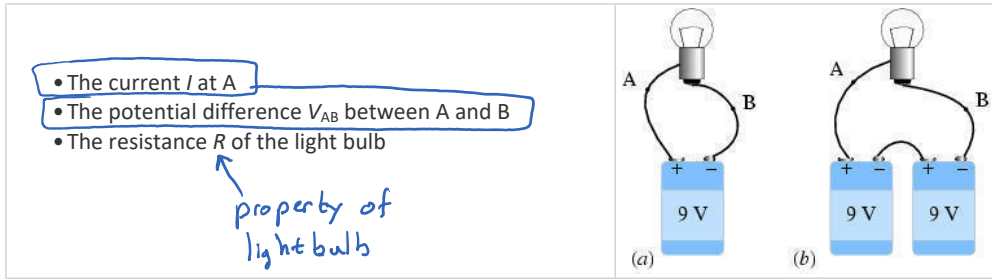 • The current I at A
• The potential difference VAB between A and B
• The resistance R of the light bulb
property of
light bulb
A
B
+ −
9 V
(a)
A
B
+ − + −
9 V 9 V
(b)